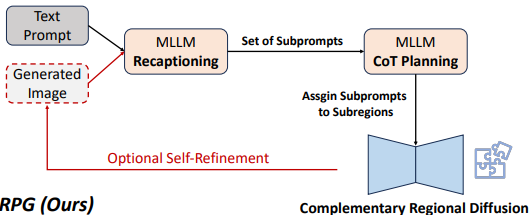 Text
Prompt
Generated
Image
MLLM
Recaptioning
Set of Subprompts
MLLM
CoT Planning
Assgin Subprompts
to Subregions
Optional Self-Refinement
RPG (Ours)
Complementary Regional Diffusion